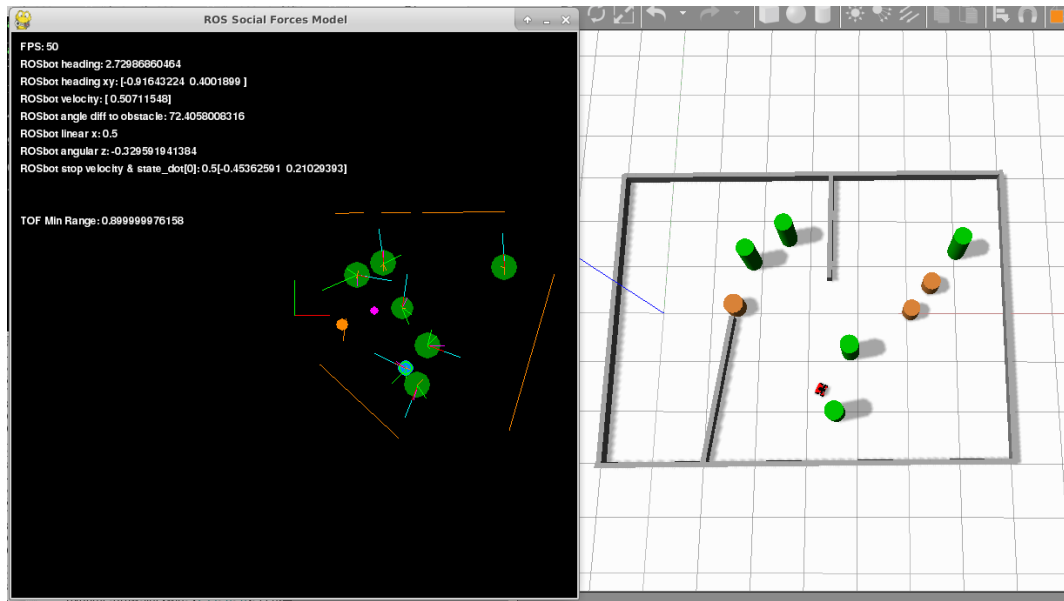 ROS Social Forces Model
FPS: 50
ROSbot heading: 2.72986860464
ROSbot heading xy: [-0.91643224 0.4001899 ]
ROSbot velocity: [ 0.50711548]
ROSbot angle diff to obstacle: 72.4058008316
ROSbot linear x: 0.5
ROSbot angular z: -0.329591941384
ROSbot stop velocity & state_dot[0]: 0.5[-0.45362591 0.21029393]
TOF Min Range: 0.899999976158